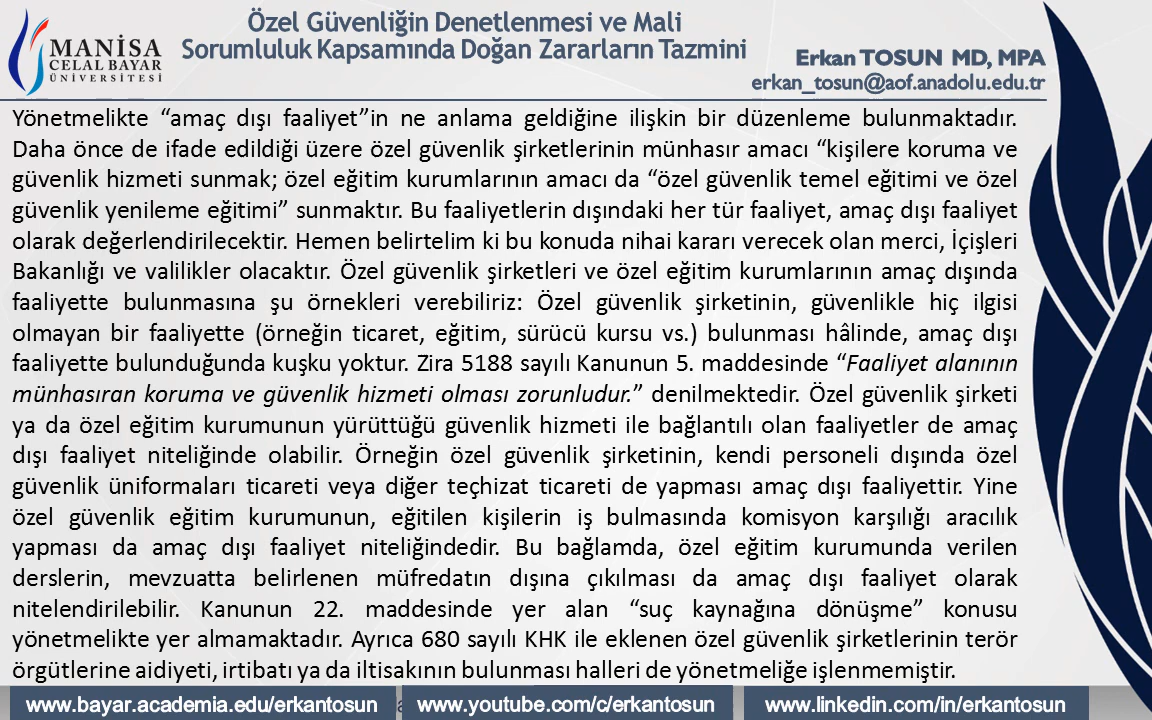 MANİSA
CELAL BAYAR
ÜNİVERSİTESİ
Özel Güvenliğin Denetlenmesi ve Mali
Sorumluluk Kapsamında Doğan Zararların Tazmini
Erkan TOSUN MD, MPA
erkan_tosun@aof.anadolu.edu.tr
Yönetmelikte “amaç dışı faaliyet”in ne anlama geldiğine ilişkin bir düzenleme bulunmaktadır.
Daha önce de ifade edildiği üzere özel güvenlik şirketlerinin münhasır amacı “kişilere koruma ve
güvenlik hizmeti sunmak; özel eğitim kurumlarının amacı da “özel güvenlik temel eğitimi ve özel
güvenlik yenileme eğitimi” sunmaktır. Bu faaliyetlerin dışındaki her tür faaliyet, amaç dışı faaliyet
olarak değerlendirilecektir. Hemen belirtelim ki bu konuda nihai kararı verecek olan merci, İçişleri
Bakanlığı ve valilikler olacaktır. Özel güvenlik şirketleri ve özel eğitim kurumlarının amaç dışında
faaliyette bulunmasına şu örnekleri verebiliriz: Özel güvenlik şirketinin, güvenlikle hiç ilgisi
olmayan bir faaliyette (örneğin ticaret, eğitim, sürücü kursu vs.) bulunması hâlinde, amaç dışı
faaliyette bulunduğunda kuşku yoktur. Zira 5188 sayılı Kanunun 5. maddesinde “Faaliyet alanının
münhasıran koruma ve güvenlik hizmeti olması zorunludur.” denilmektedir. Özel güvenlik şirketi
ya da özel eğitim kurumunun yürüttüğü güvenlik hizmeti ile bağlantılı olan faaliyetler de amaç
dışı faaliyet niteliğinde olabilir. Örneğin özel güvenlik şirketinin, kendi personeli dışında özel
güvenlik üniformaları ticareti veya diğer teçhizat ticareti de yapması amaç dışı faaliyettir. Yine
özel güvenlik eğitim kurumunun, eğitilen kişilerin iş bulmasında komisyon karşılığı aracılık
yapması da amaç dışı faaliyet niteliğindedir. Bu bağlamda, özel eğitim kurumunda verilen
derslerin, mevzuatta belirlenen müfredatın dışına çıkılması da amaç dışı faaliyet olarak
nitelendirilebilir. Kanunun 22. maddesinde yer alan “suç kaynağına dönüşme” konusu
yönetmelikte yer almamaktadır. Ayrıca 680 sayılı KHK ile eklenen özel güvenlik şirketlerinin terör
örgütlerine aidiyeti, irtibatı ya da iltisakının bulunması halleri de yönetmeliğe işlenmemiştir.
www.bayar.academia.edu/erkantosun
www.youtube.com/c/erkantosun
www.linkedin.com/in/erkantosun